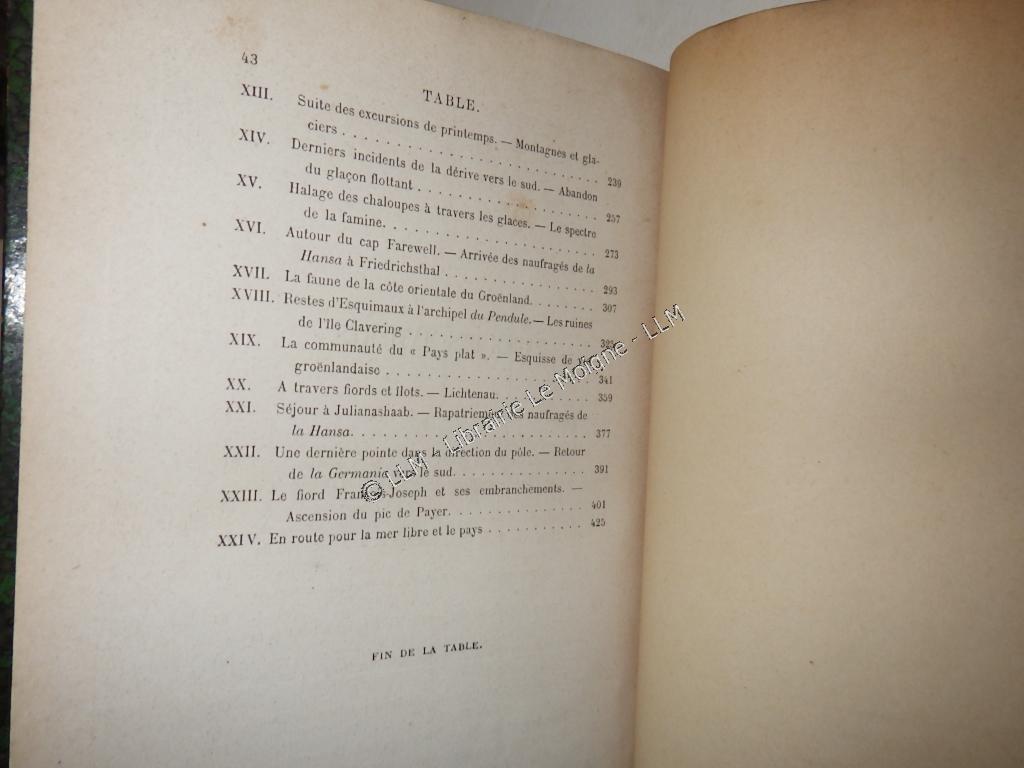 43
TABLE.
XIII. Suite des excursions de printemps. — Montagnes et gla-
ciers . . . . . . . . . . . . . . . . . . . . . . . . . 239
XIV. Derniers incidents de la dérive vers le sud. — Abandon
du glaçon flottant . . . . . . . . . . . . . . . . . . 257
XV. Halage des chaloupes à travers les glaces. — Le spectre
de la famine. . . . . . . . . . . . . . . . . . . . . 273
XVI. Autour du cap Farewell. — Arrivée des naufragés de la
Hansa à Friedrichsthal . . . . . . . . . . . . . . . 293
XVII. La faune de la côte orientale du Groënland. . . . . . . 307
XVIII. Restes d'Esquimaux à l'archipel du Pendule. — Les ruines
de l'île Clavering . . . . . . . . . . . . . . . . . .
XIX. La communauté du « Pays plat ». — Esquisse de
groënlandaise . . . . . . . . . . . . . . . . . . . . 341
XX. A travers fiords et îlots. — Lichtenau. . . . . . . . . 359
XXI. Séjour à Julianashaab. — Rapatriement des naufragés de
la Hansa. . . . . . . . . . . . . . . . . . . . . . . 377
XXII. Une dernière pointe dans la direction du pôle. — Retour
de la Germania vers le sud. . . . . . . . . . . . . . 391
XXIII. Le fiord François-Joseph et ses embranchements. —
Ascension du pic de Payer. . . . . . . . . . . . . . 401
XXIV. En route pour la mer libre et le pays . . . . . . . . . 425
FIN DE LA TABLE.
© LLM - Librairie Le Moigne - LLM